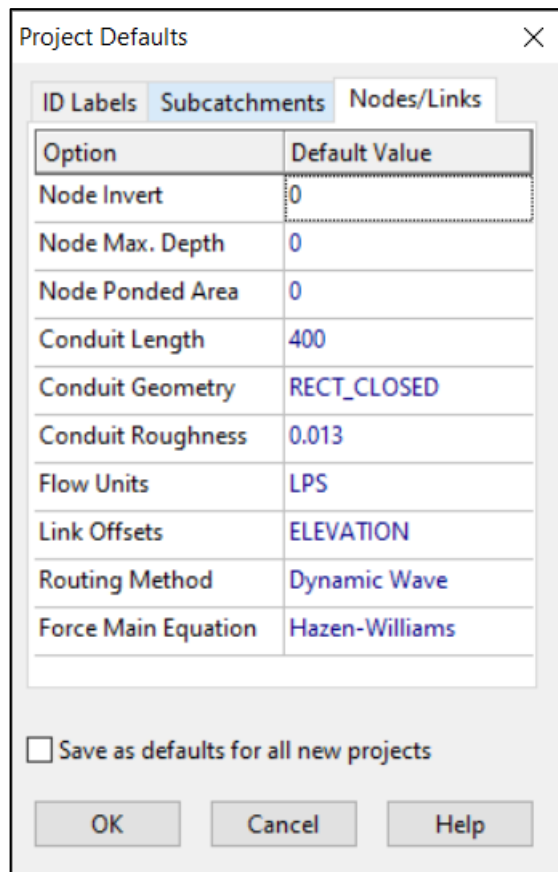 Project Defaults
ID Labels Subcatchments Nodes/Links
Option Default Value
Node Invert 0
Node Max. Depth 0
Node Ponded Area 0
Conduit Length 400
Conduit Geometry RECT_CLOSED
Conduit Roughness 0.013
Flow Units LPS
Link Offsets ELEVATION
Routing Method Dynamic Wave
Force Main Equation Hazen-Williams
Save as defaults for all new projects
OK Cancel Help